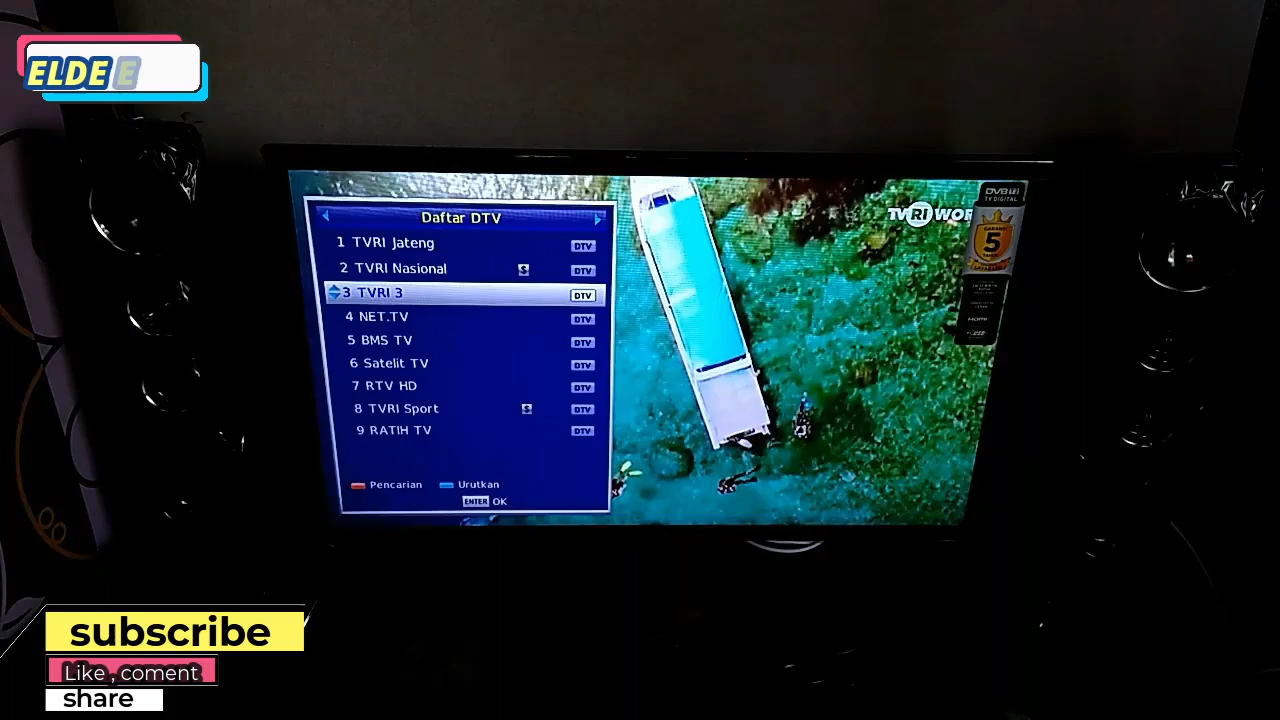 ELDE E
Daftar DTV
1 TVRI Jateng DTV
2 TVRI Nasional $ DTV
3 TVRI 3 DTV
4 NET.TV DTV
5 BMS TV DTV
6 Satelit TV DTV
7 RTV HD DTV
8 TVRI Sport $ DTV
9 RATIH TV DTV
Pencarian Urutkan
ENTER OK
TVRI WOR
DVB T2
TV DIGITAL
GARANSI
5
HDMI
subscribe
Like , coment
share